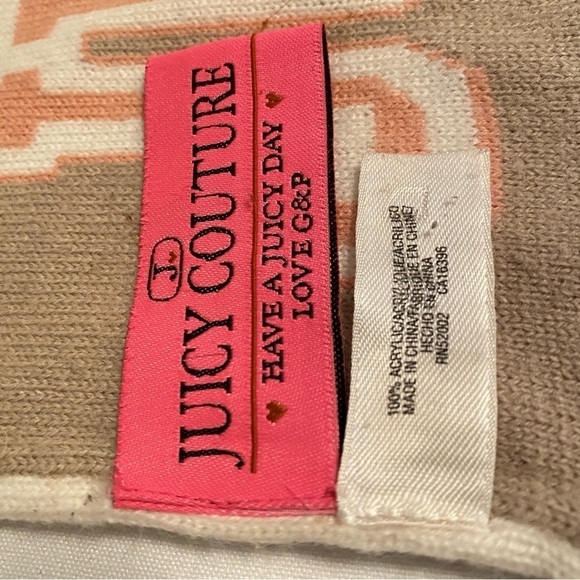 J
JUICY COUTURE
HAVE A JUICY DAY
LOVE G&P
100% ACRYLIC/ACRYLIQUE/ACRILICO
MADE IN CHINA/FABRIQUE EN CHINE/
HECHO EN CHINA
RN52002 CA16096